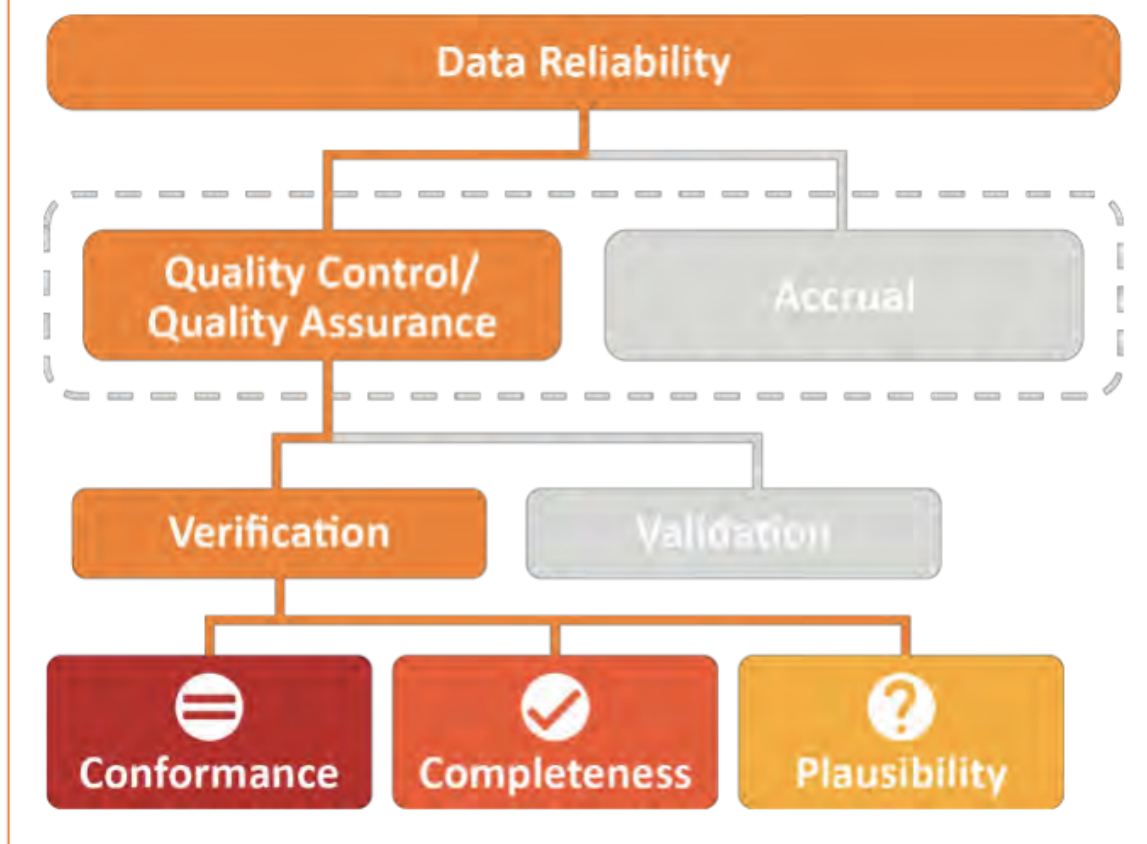 Data Reliability
Quality Control/
Quality Assurance
Accrual
Verification
Validation
Conformance
Completeness
Plausibility